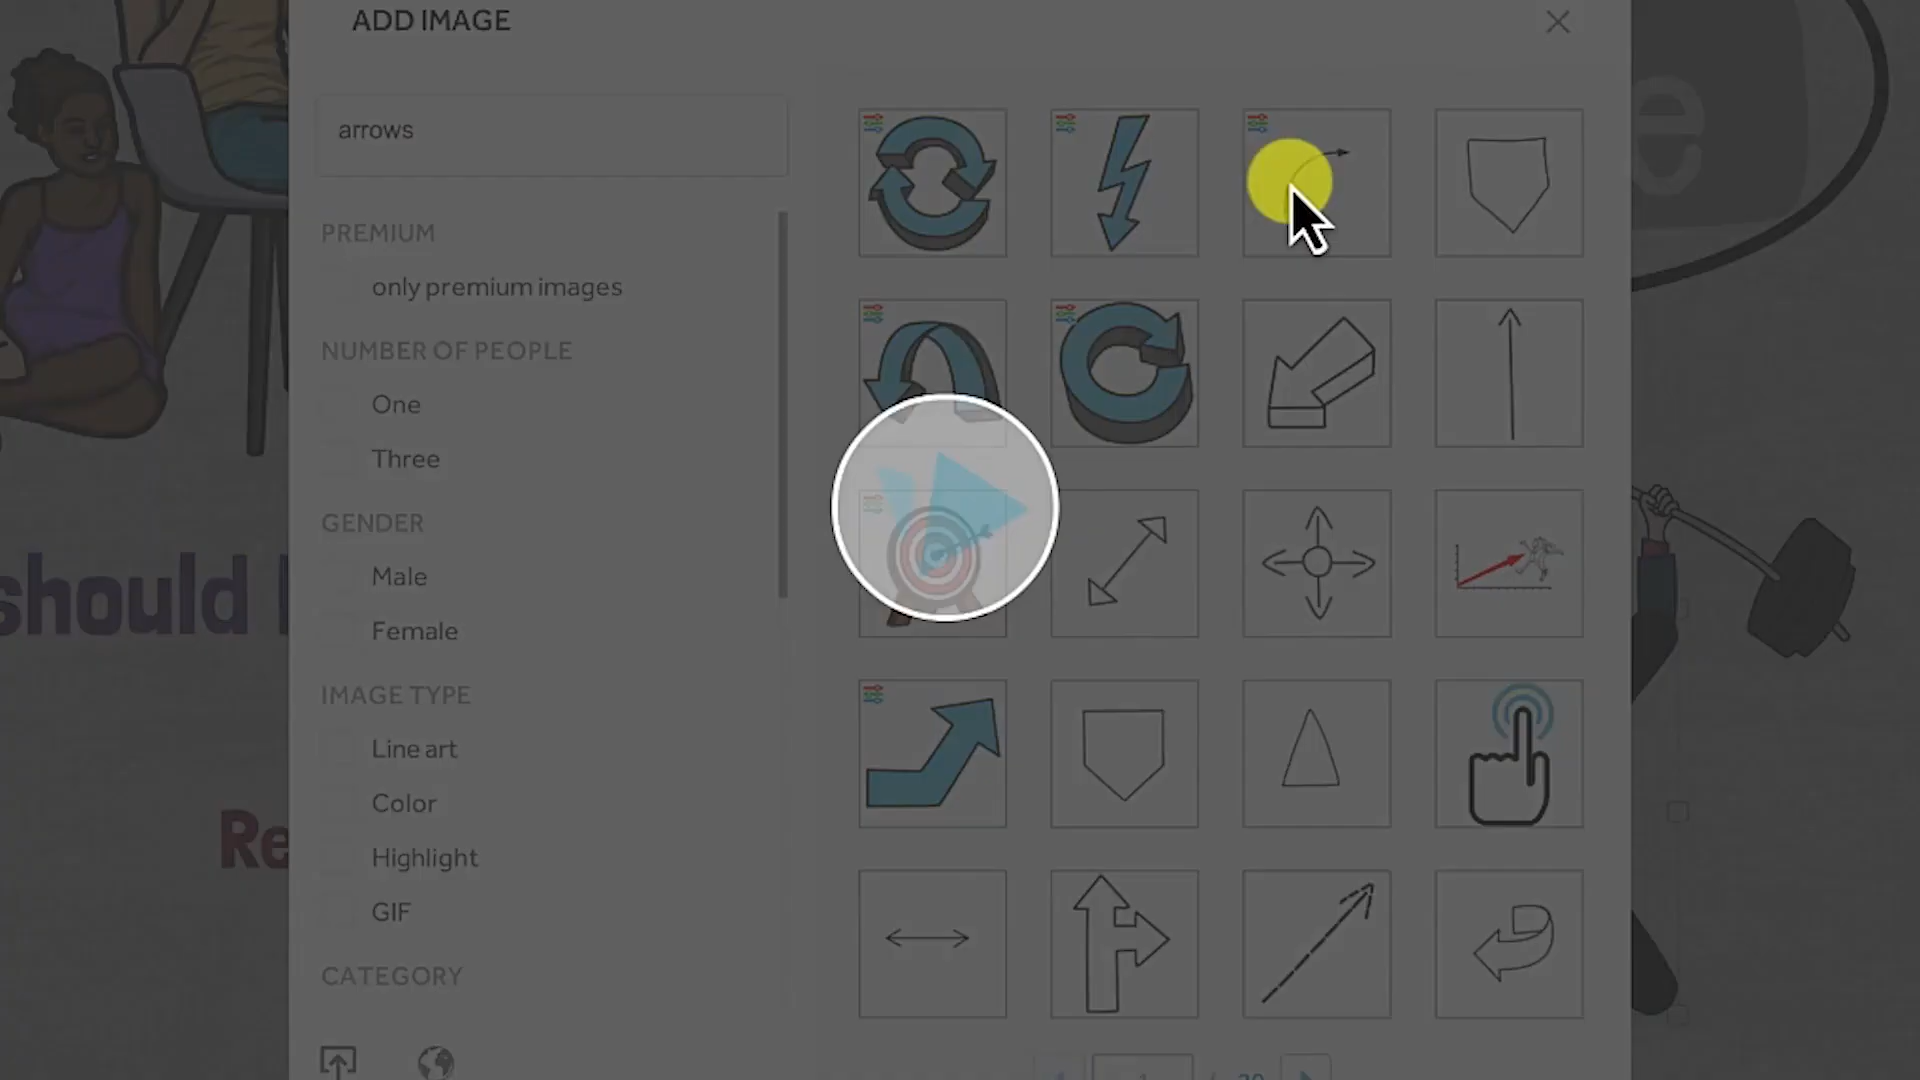 ADD IMAGE
arrows
PREMIUM
only premium images
NUMBER OF PEOPLE
One
Three
GENDER
Male
Female
IMAGE TYPE
Line art
Color
Highlight
GIF
CATEGORY
should
Re
e